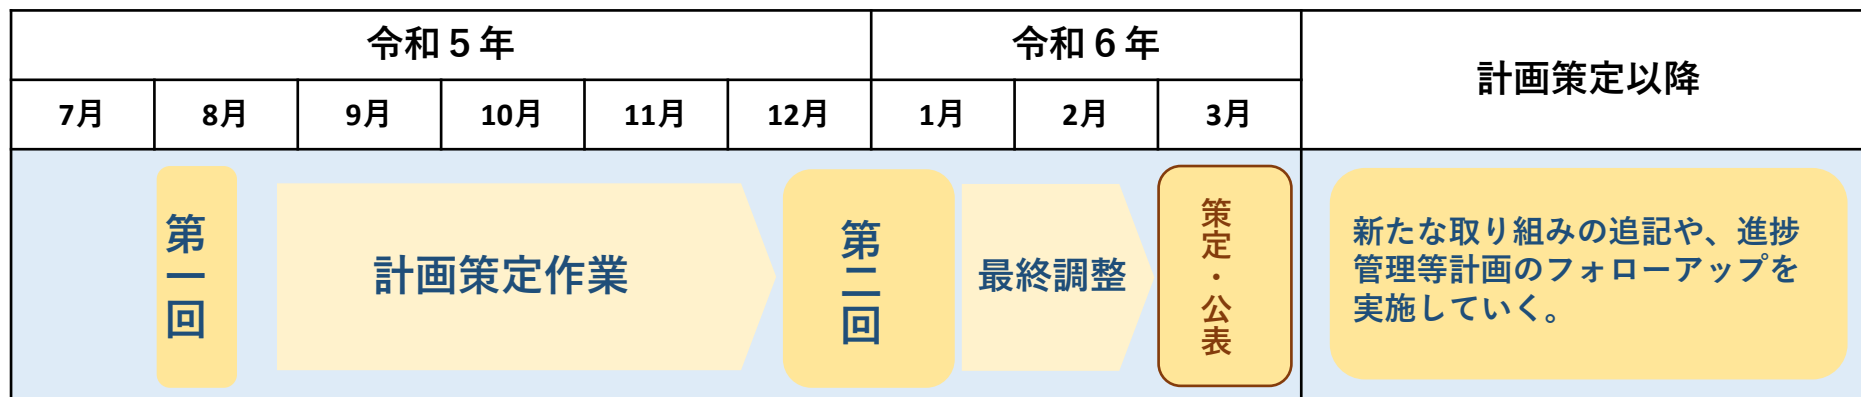 令和５年
令和６年
計画策定以降
7月
8月
9月
10月
11月
12月
1月
2月
3月
第一回
計画策定作業
第二回
最終調整
策定・公表
新たな取り組みの追記や、進捗
管理等計画のフォローアップを
実施していく。